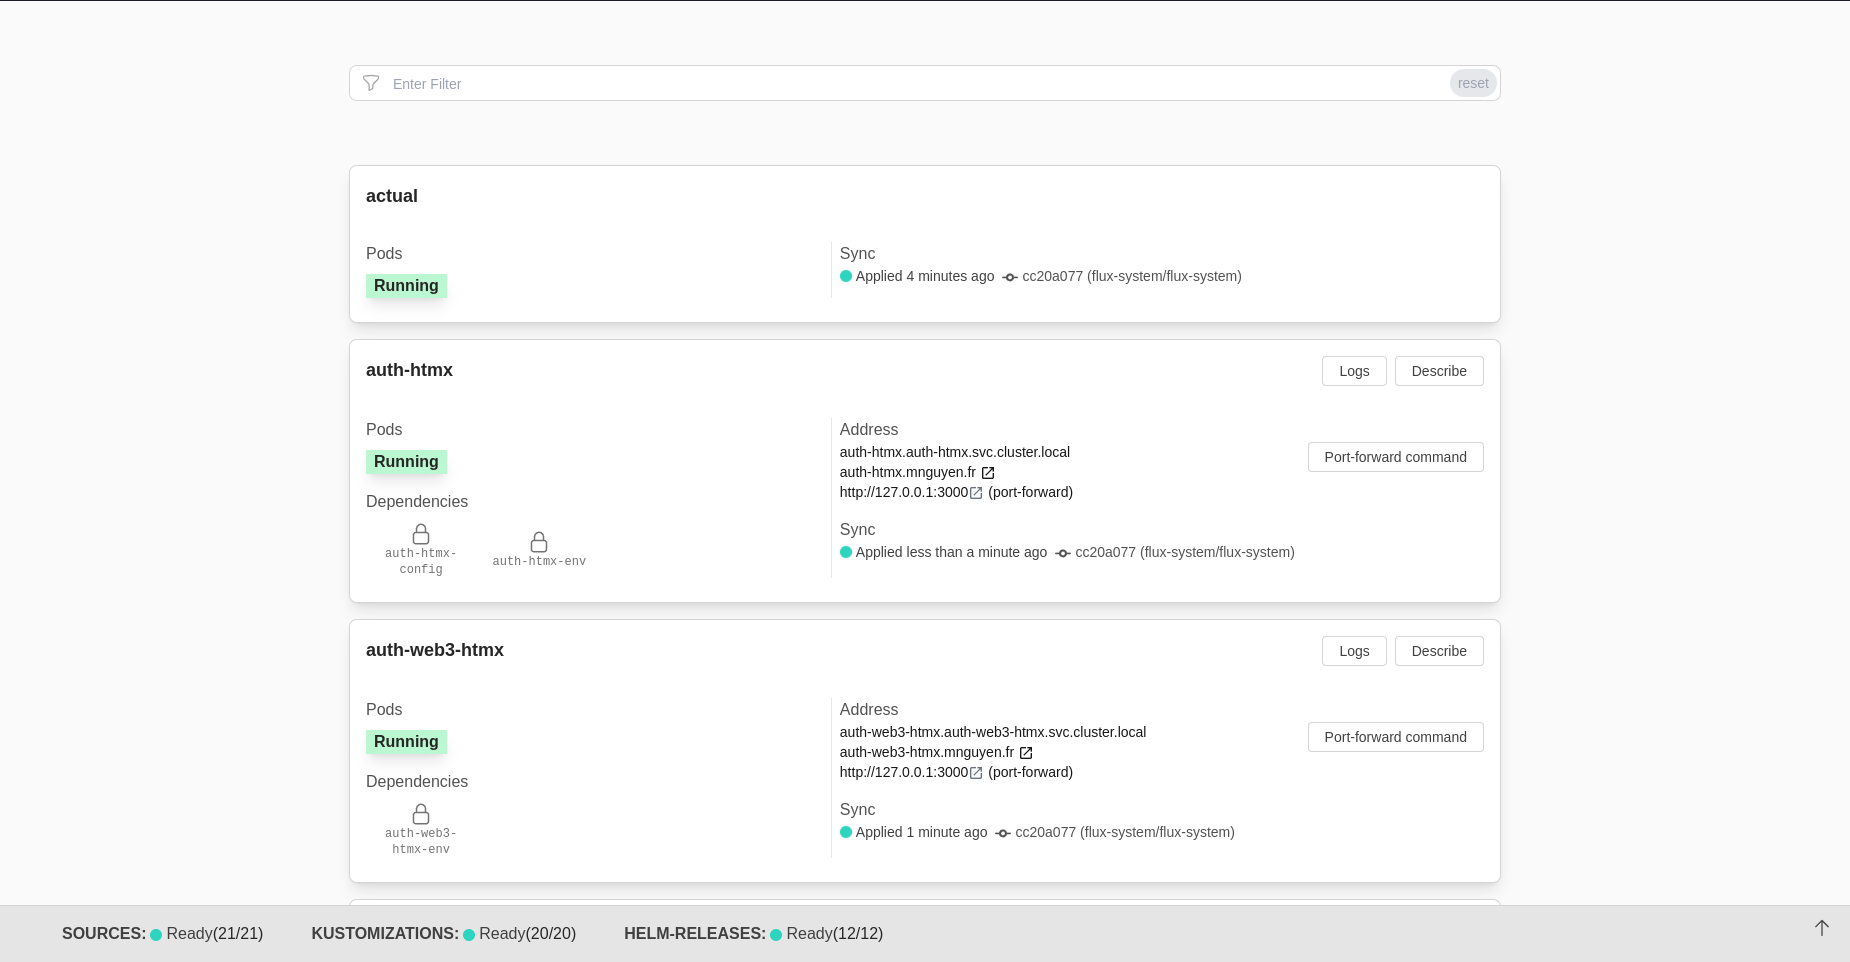 Enter Filter
reset
actual
Pods
Running
Sync
Applied 4 minutes ago cc20a077 (flux-system/flux-system)
auth-htmx
Logs
Describe
Pods
Running
Dependencies
auth-htmx-
config
auth-htmx-env
Address
auth-htmx.auth-htmx.svc.cluster.local
auth-htmx.mnguyen.fr
http://127.0.0.1:3000 (port-forward)
Port-forward command
Sync
Applied less than a minute ago cc20a077 (flux-system/flux-system)
auth-web3-htmx
Logs
Describe
Pods
Running
Dependencies
auth-web3-
htmx-env
Address
auth-web3-htmx.auth-web3-htmx.svc.cluster.local
auth-web3-htmx.mnguyen.fr
http://127.0.0.1:3000 (port-forward)
Port-forward command
Sync
Applied 1 minute ago cc20a077 (flux-system/flux-system)
SOURCES: Ready(21/21)
KUSTOMIZATIONS: Ready(20/20)
HELM-RELEASES: Ready(12/12)